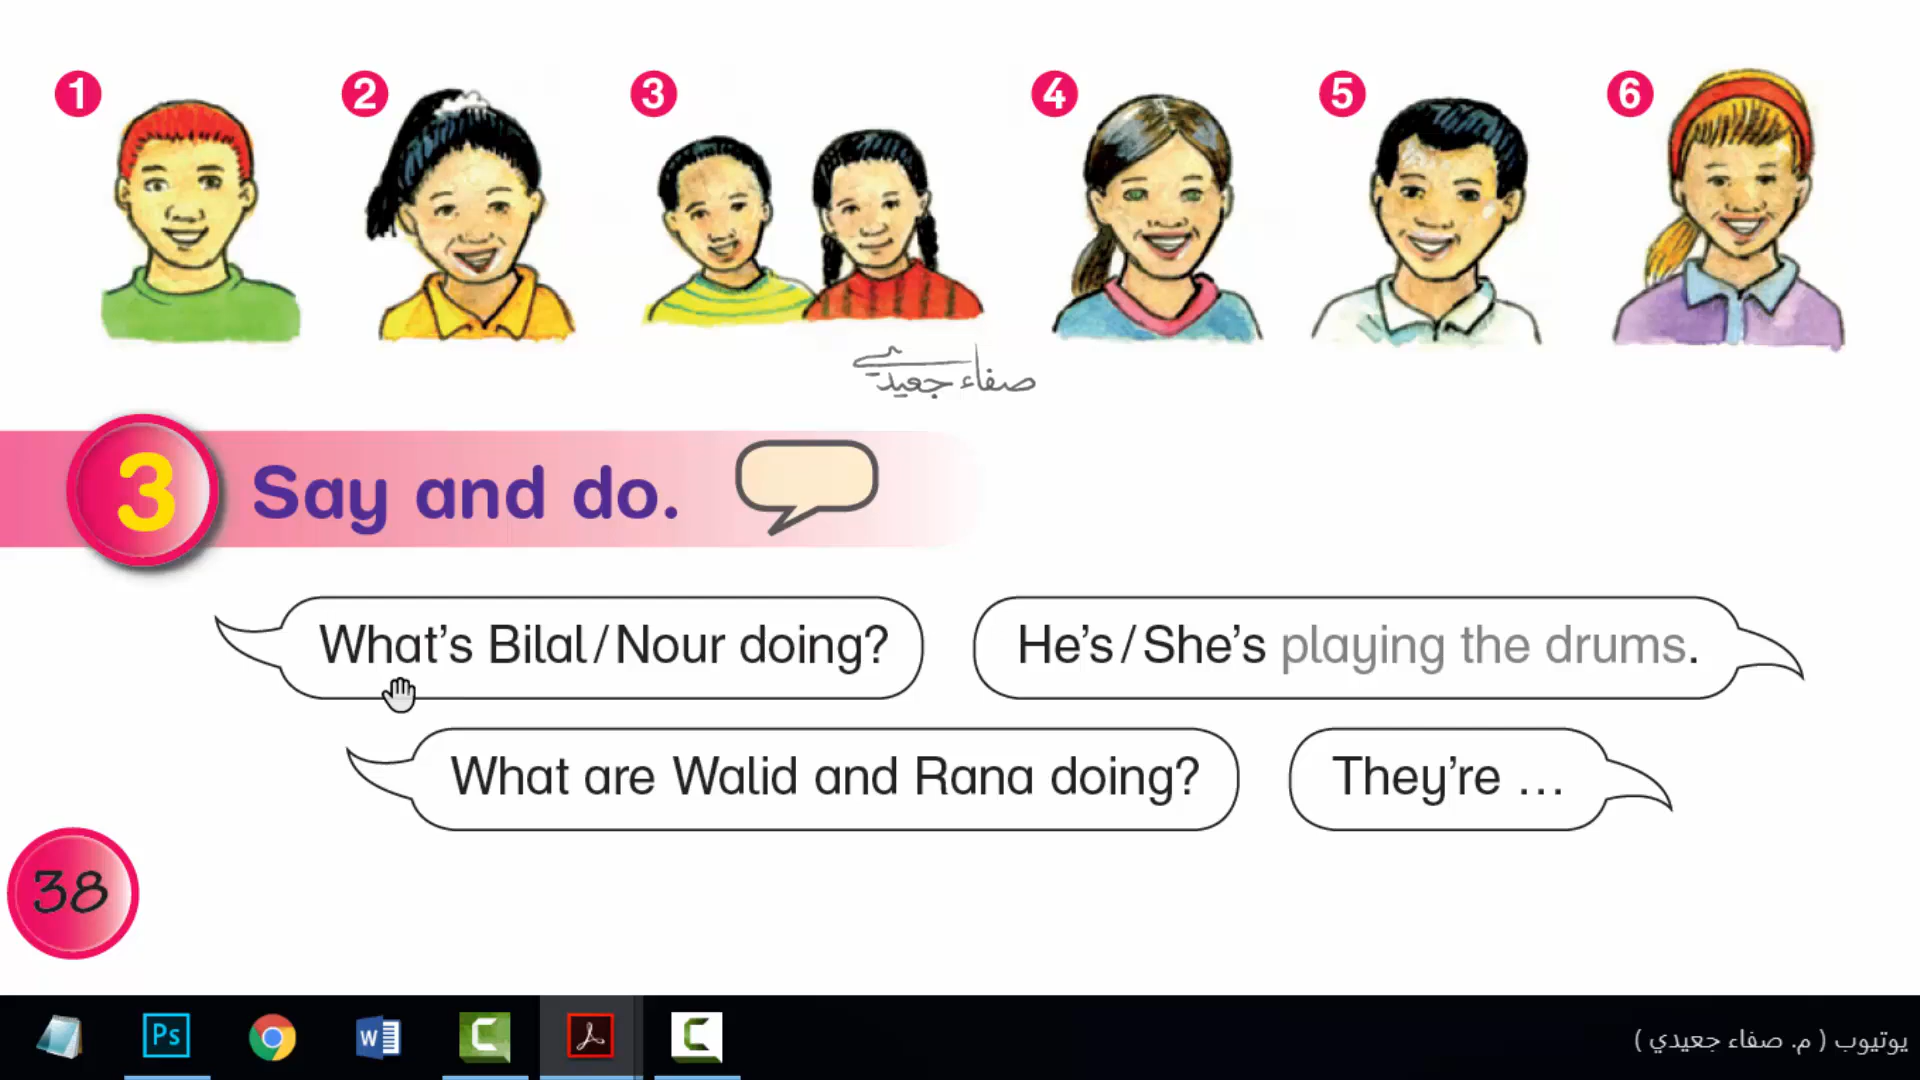 1 2 3 4 5 6
صفاء جعيدي
3 Say and do.
What's Bilal/Nour doing? He's/She's playing the drums.
What are Walid and Rana doing? They're ...
38
Ps W C C
يوتيوب ( م. صفاء جعيدي )